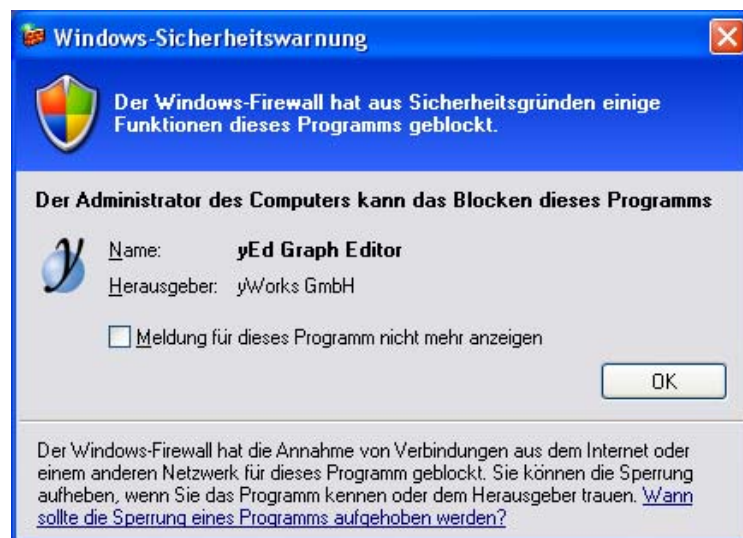 Windows-Sicherheitswarnung
Der Windows-Firewall hat aus Sicherheitsgründen einige
Funktionen dieses Programms geblockt.
Der Administrator des Computers kann das Blocken dieses Programms
Name: yEd Graph Editor
Herausgeber: yWorks GmbH
Meldung für dieses Programm nicht mehr anzeigen
OK
Der Windows-Firewall hat die Annahme von Verbindungen aus dem Internet oder
einem anderen Netzwerk für dieses Programm geblockt. Sie können die Sperrung
aufheben, wenn Sie das Programm kennen oder dem Herausgeber trauen. Wann
sollte die Sperrung eines Programms aufgehoben werden?